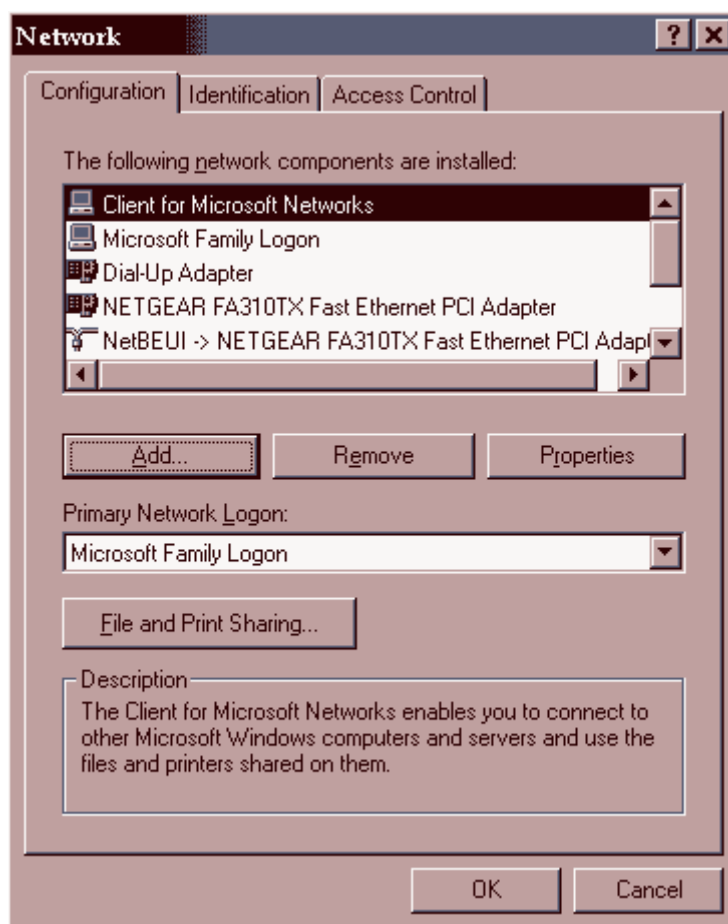 Network
Configuration Identification Access Control
The following network components are installed:
Client for Microsoft Networks
Microsoft Family Logon
Dial-Up Adapter
NETGEAR FA310TX Fast Ethernet PCI Adapter
NetBEUI -> NETGEAR FA310TX Fast Ethernet PCI Adapt
Add... Remove Properties
Primary Network Logon:
Microsoft Family Logon
File and Print Sharing...
Description
The Client for Microsoft Networks enables you to connect to
other Microsoft Windows computers and servers and use the
files and printers shared on them.
OK Cancel